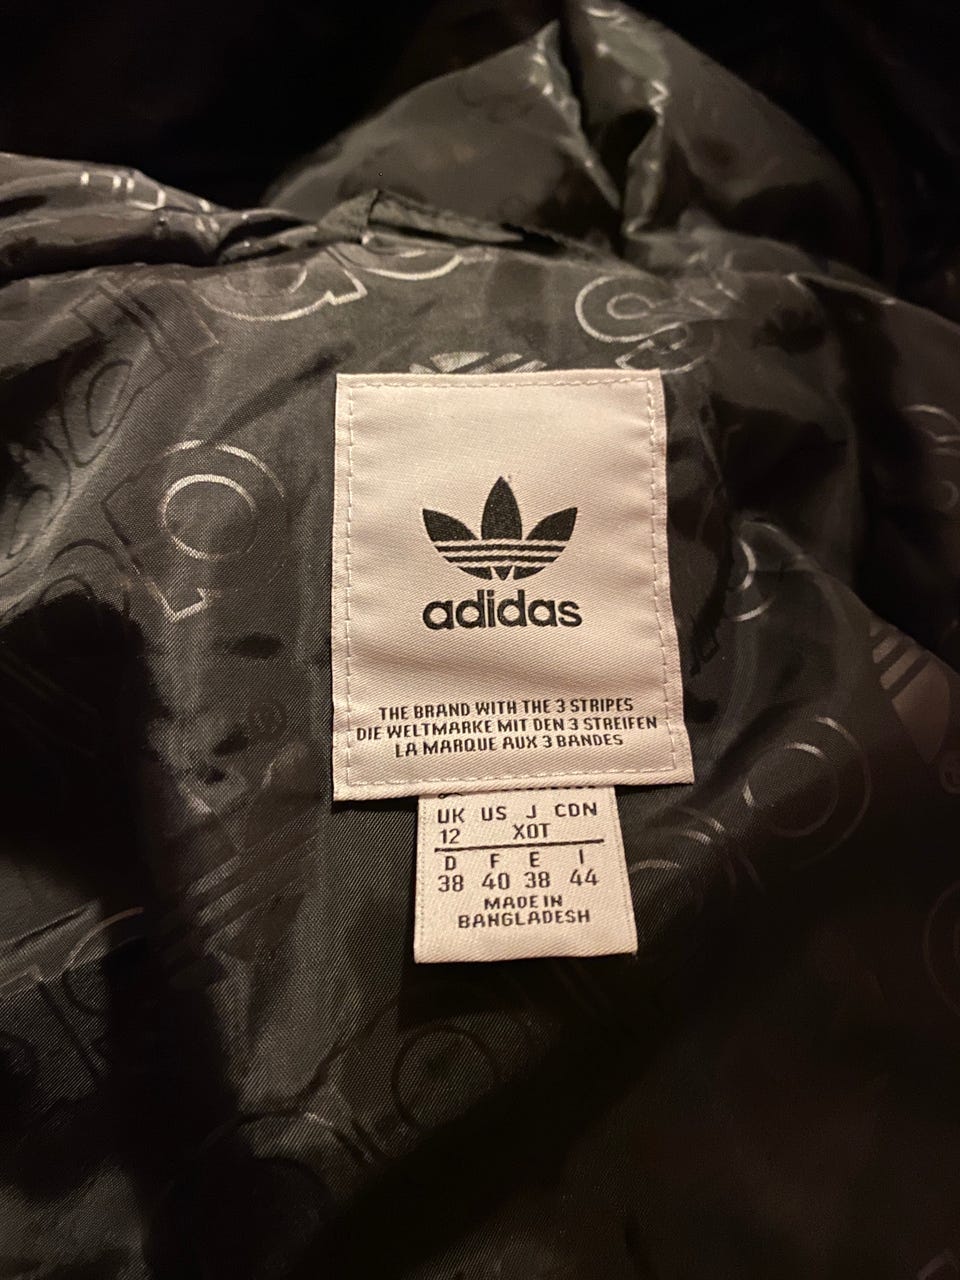 adidas
THE BRAND WITH THE 3 STRIPES
DIE WELTMARKE MIT DEN 3 STREIFEN
LA MARQUE AUX 3 BANDES
UK US J CDN
12 XOT
D F E I
38 40 38 44
MADE IN
BANGLADESH